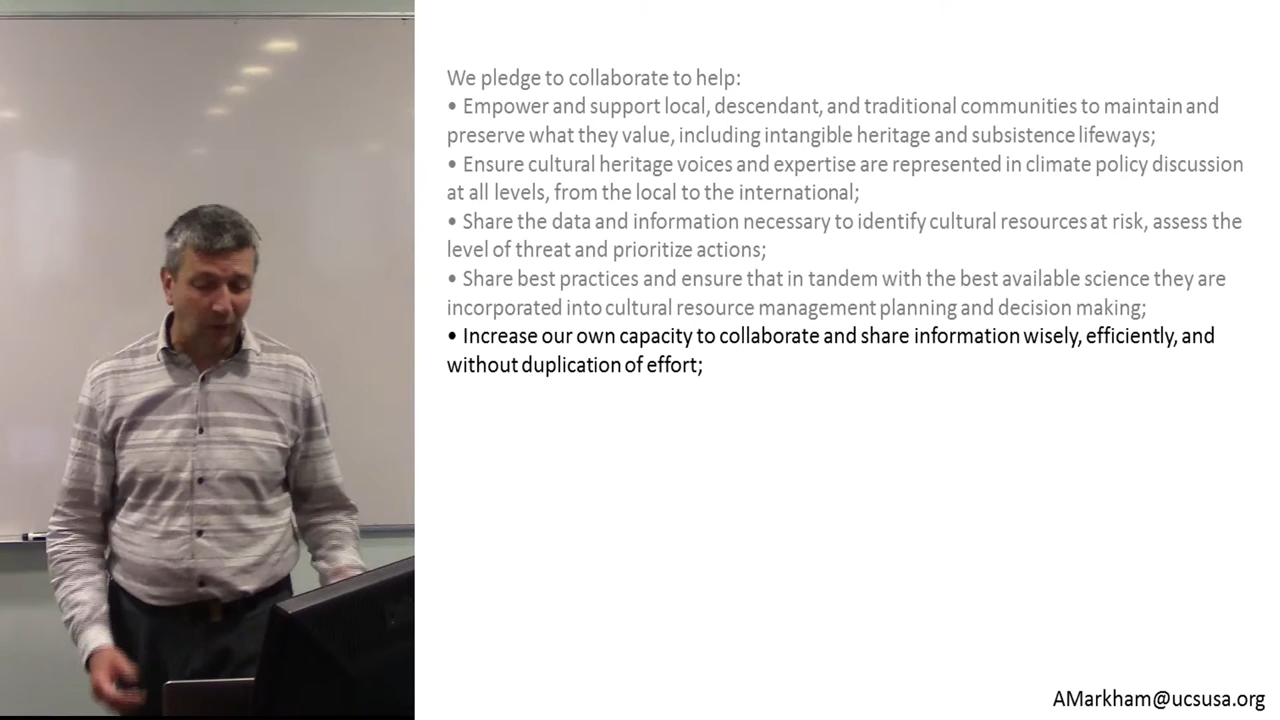 We pledge to collaborate to help:
• Empower and support local, descendant, and traditional communities to maintain and
preserve what they value, including intangible heritage and subsistence lifeways;
• Ensure cultural heritage voices and expertise are represented in climate policy discussion
at all levels, from the local to the international;
• Share the data and information necessary to identify cultural resources at risk, assess the
level of threat and prioritize actions;
• Share best practices and ensure that in tandem with the best available science they are
incorporated into cultural resource management planning and decision making;
• Increase our own capacity to collaborate and share information wisely, efficiently, and
without duplication of effort;
AMarkham@ucsusa.org